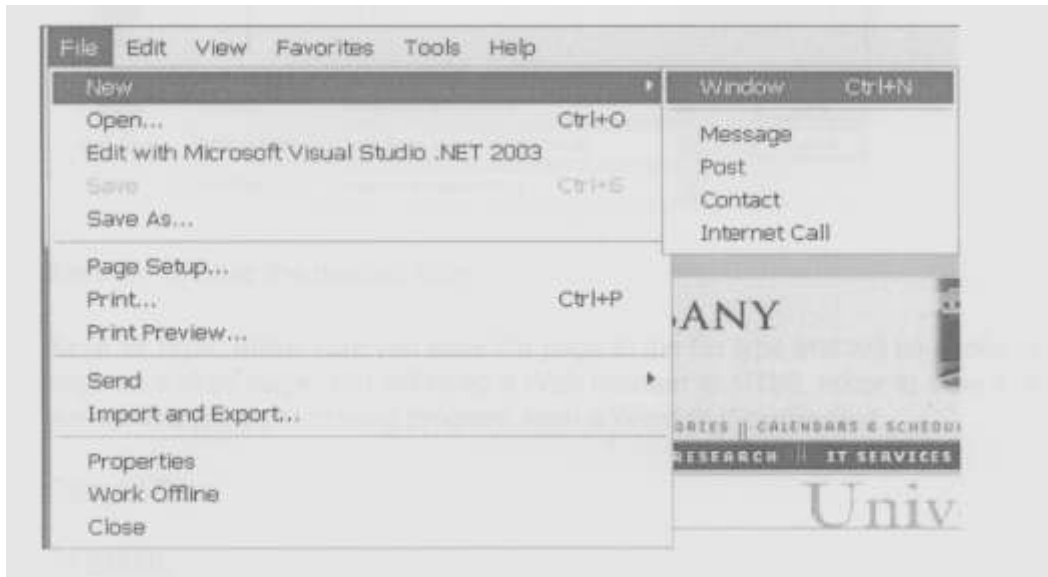 File Edit View Favorites Tools Help
New
Open... Ctrl+O
Edit with Microsoft Visual Studio .NET 2003
Save Ctrl+S
Save As...
Page Setup...
Print... Ctrl+P
Print Preview...
Send
Import and Export...
Properties
Work Offline
Close
Window Ctrl+N
Message
Post
Contact
Internet Call
ANY
CALENDARS & SCHEDU
RESEARCH || IT SERVICES
Univ